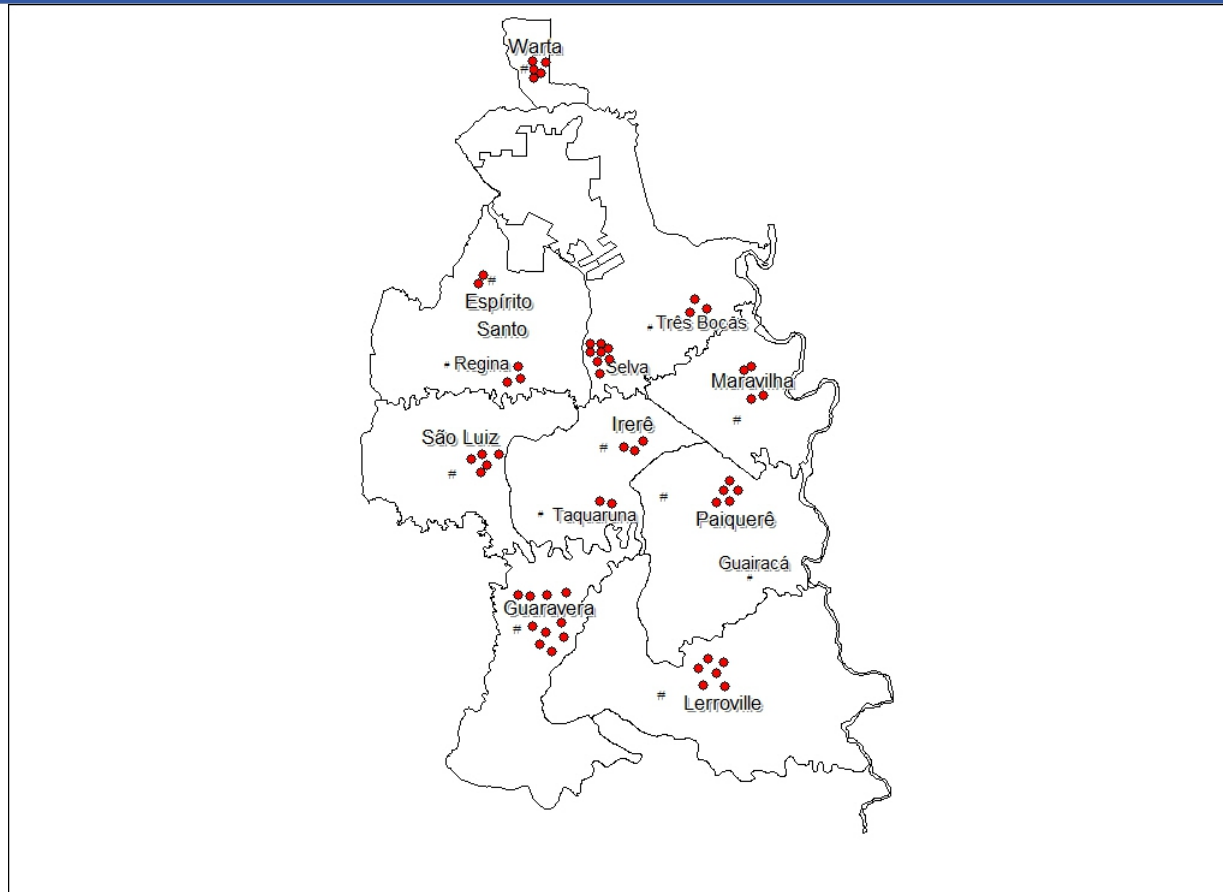 Warta
#
#
Espírito
Santo
Três Bocas
Regina
Selva
Maravilha
#
São Luiz
#
Irerê
#
#
Paiquerê
Taquaruna
Guairacá
Guaravera
#
#
Lerroville